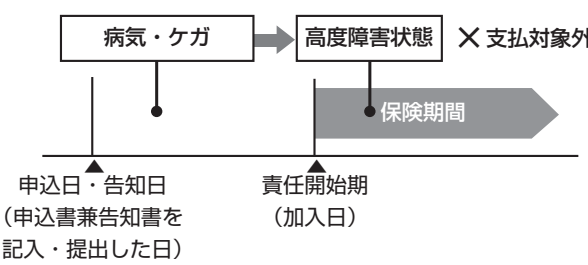 病気・ケガ
高度障害状態
✕ 支払対象外
保険期間
申込日・告知日
（申込書兼告知書を
記入・提出した日）
責任開始期
（加入日）